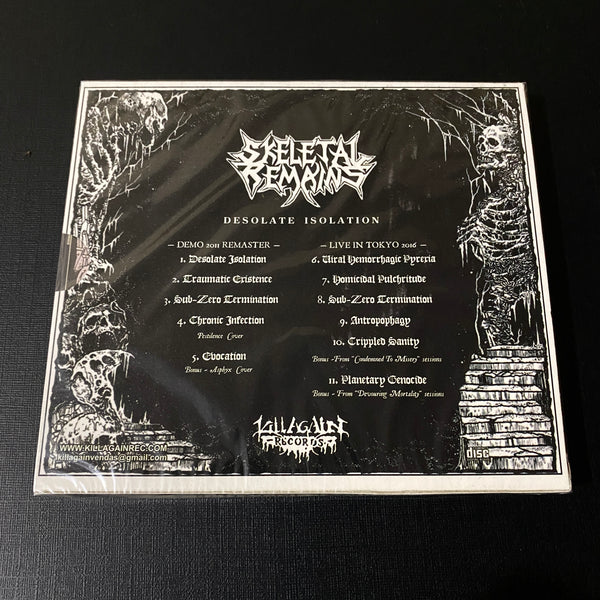 SKELETAL
REMAINS
DESOLATE ISOLATION
– DEMO 2011 REMASTER –
1. Desolate Isolation
2. Traumatic Existence
3. Sub-Zero Termination
4. Chronic Infection
Pestilence Cover
5. Evocation
Bonus - Asphyx Cover
– LIVE IN TOKYO 2016 –
6. Viral Hemorrhagic Pyrexia
7. Homicidal Pulchritude
8. Sub-Zero Termination
9. Antropophagy
10. Crippled Sanity
Bonus -From "Condemned To Misery" sessions
11. Planetary Genocide
Bonus - From "Devouring Mortality" sessions
KILLAGAIN
RECORDS
WWW.KILLAGAINREC.COM
killagainvendas@gmail.com
disc